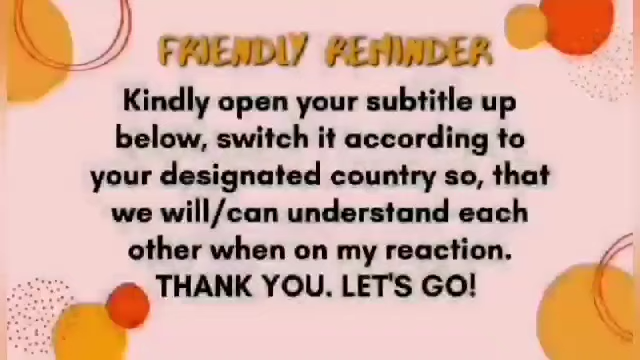 FRIENDLY REMINDER
Kindly open your subtitle up
below, switch it according to
your designated country so, that
we will/can understand each
other when on my reaction.
THANK YOU. LET'S GO!